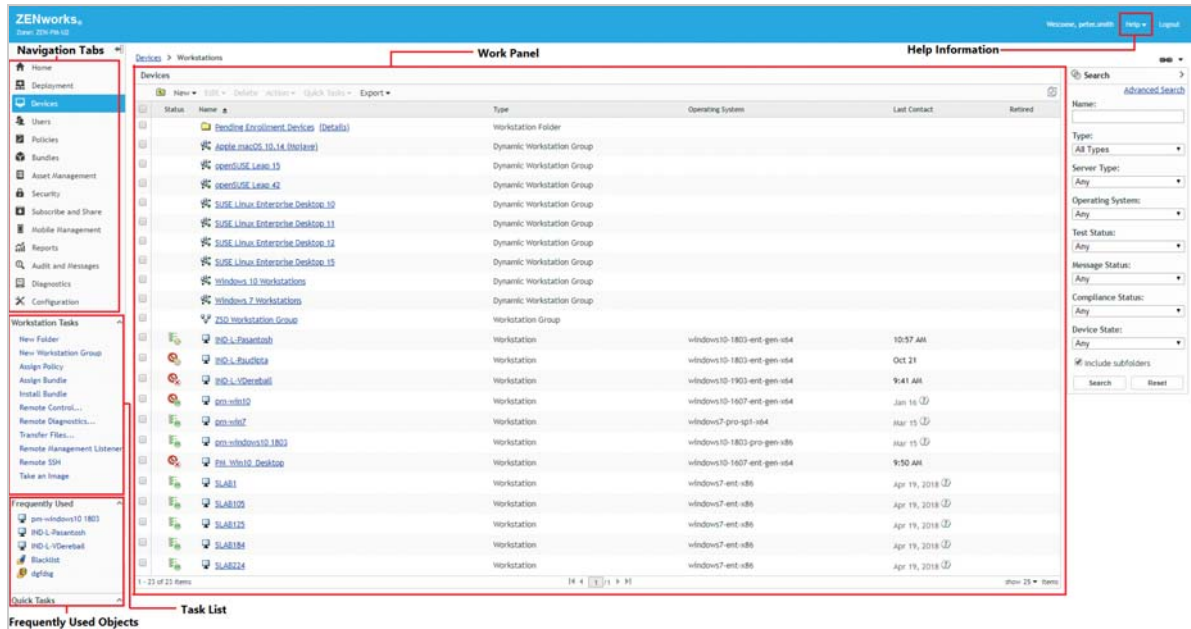 ZENworks.
Zone: ZEN-PM-U2
Welcome, peter.smith Help Logout
Navigation Tabs
Work Panel
Help Information
Home
Deployment
Devices
Users
Policies
Bundles
Asset Management
Security
Subscribe and Share
Mobile Management
Reports
Audit and Messages
Diagnostics
Configuration
Workstation Tasks
New Folder
New Workstation Group
Assign Policy
Assign Bundle
Install Bundle
Remote Control...
Remote Diagnostics...
Transfer Files...
Remote Management Listener
Remote SSH
Take an Image
Frequently Used
pm-windows10 1803
IND-L-Pasantosh
IND-L-VDereball
Blacklist
dgfdsg
Quick Tasks
Frequently Used Objects
Task List
Devices > Workstations
Devices
New Edit Delete Action Quick Tasks Export
Status Name Type Operating System Last Contact Retired
Pending Enrollment Devices (Details) Workstation Folder
Apple macOS 10.14 (Mojave) Dynamic Workstation Group
openSUSE Leap 15 Dynamic Workstation Group
openSUSE Leap 42 Dynamic Workstation Group
SUSE Linux Enterprise Desktop 10 Dynamic Workstation Group
SUSE Linux Enterprise Desktop 11 Dynamic Workstation Group
SUSE Linux Enterprise Desktop 12 Dynamic Workstation Group
SUSE Linux Enterprise Desktop 15 Dynamic Workstation Group
Windows 10 Workstations Dynamic Workstation Group
Windows 7 Workstations Dynamic Workstation Group
ZSD Workstation Group Workstation Group
IND-L-Pasantosh Workstation windows10-1803-ent-gen-x64 10:57 AM
IND-L-Psudipta Workstation windows10-1803-ent-gen-x64 Oct 21
IND-L-VDereball Workstation windows10-1903-ent-gen-x64 9:41 AM
pm-win10 Workstation windows10-1607-ent-gen-x64 Jan 16
pm-win7 Workstation windows7-pro-sp1-x64 Mar 15
pm-windows10 1803 Workstation windows10-1803-pro-gen-x86 Mar 15
PM_Win10_Desktop Workstation windows10-1607-ent-gen-x64 9:50 AM
SLAB1 Workstation windows7-ent-x86 Apr 19, 2018
SLAB105 Workstation windows7-ent-x86 Apr 19, 2018
SLAB125 Workstation windows7-ent-x86 Apr 19, 2018
SLAB184 Workstation windows7-ent-x86 Apr 19, 2018
SLAB224 Workstation windows7-ent-x86 Apr 19, 2018
1 - 23 of 23 items 1 /1 show 25 items
Search
Advanced Search
Name:
Type:
All Types
Server Type:
Any
Operating System:
Any
Test Status:
Any
Message Status:
Any
Compliance Status:
Any
Device State:
Any
Include subfolders
Search Reset